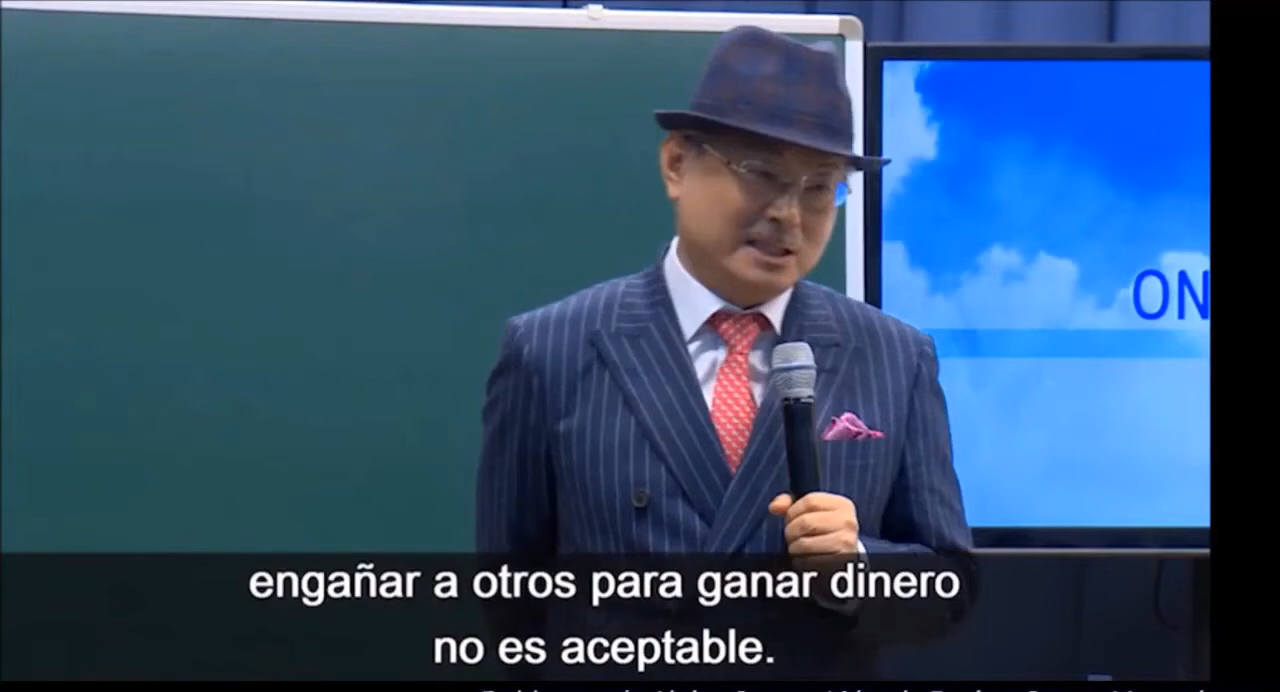 ON
engañar a otros para ganar dinero
no es aceptable.